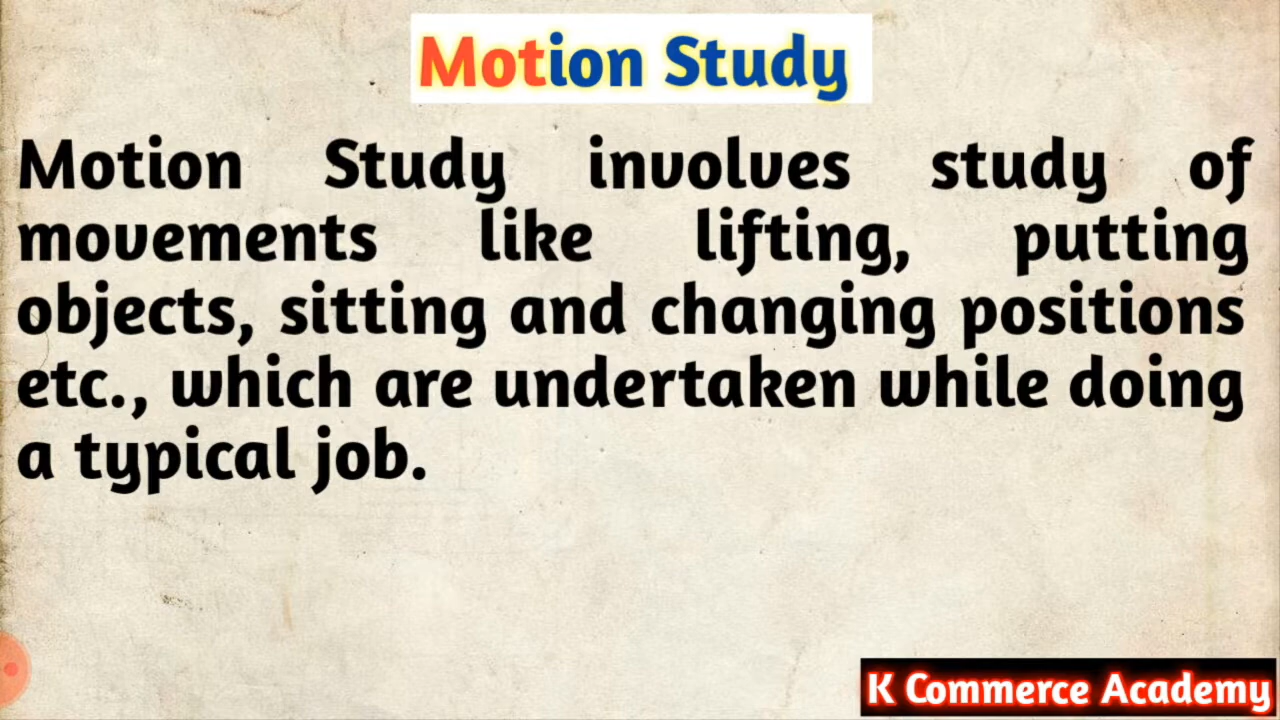 Motion Study
Motion Study involves study of
movements like lifting, putting
objects, sitting and changing positions
etc., which are undertaken while doing
a typical job.
K Commerce Academy